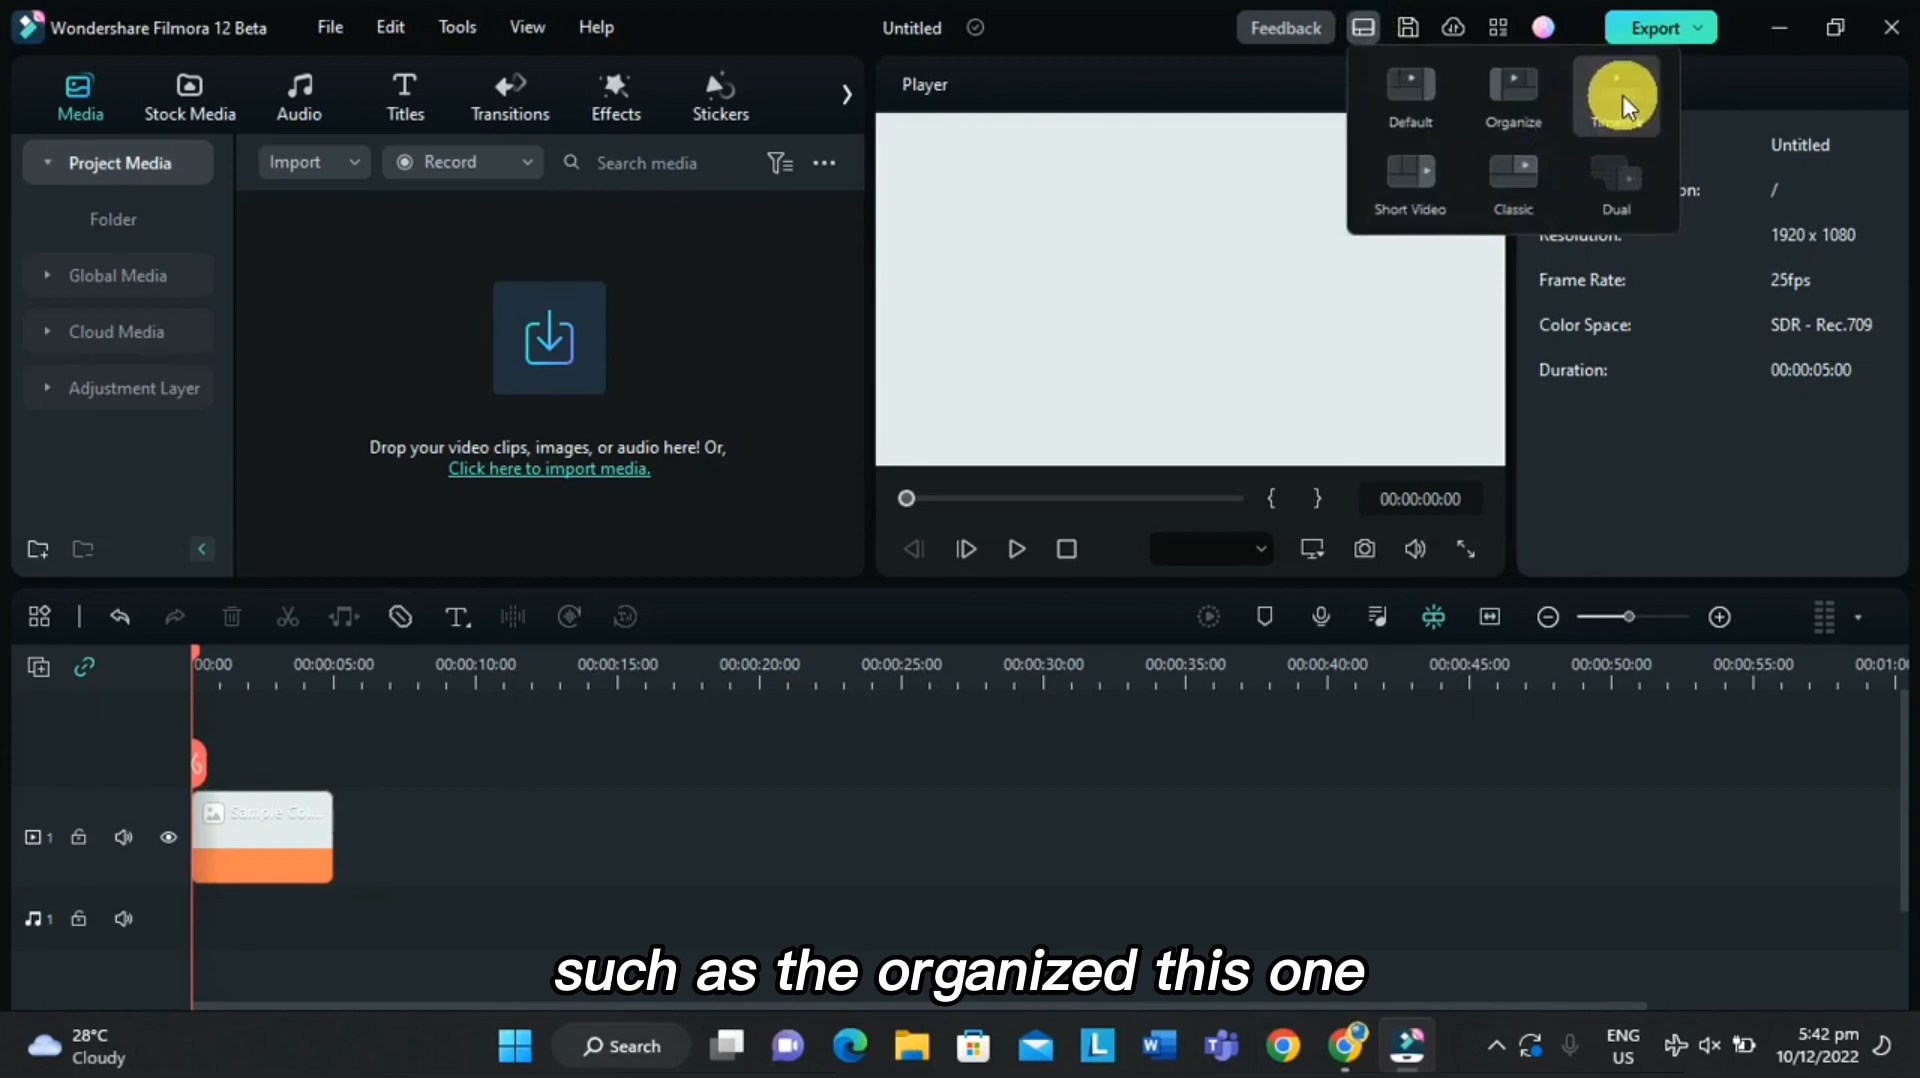 Wondershare Filmora 12 Beta File Edit Tools View Help Untitled Feedback Export
Media Stock Media Audio Titles Transitions Effects Stickers
Player
Default Organize
Short Video Classic Dual
Project Media
Folder
Global Media
Cloud Media
Adjustment Layer
Import Record Search media
Drop your video clips, images, or audio here! Or,
Click here to import media.
00:00:00:00
Untitled
/
Resolution: 1920 x 1080
Frame Rate: 25fps
Color Space: SDR - Rec.709
Duration: 00:00:05:00
00:00 00:00:05:00 00:00:10:00 00:00:15:00 00:00:20:00 00:00:25:00 00:00:30:00 00:00:35:00 00:00:40:00 00:00:45:00 00:00:50:00 00:00:55:00
Sample Col...
1
1
such as the organized this one
28°C
Cloudy
Search
ENG
US
5:42 pm
10/12/2022